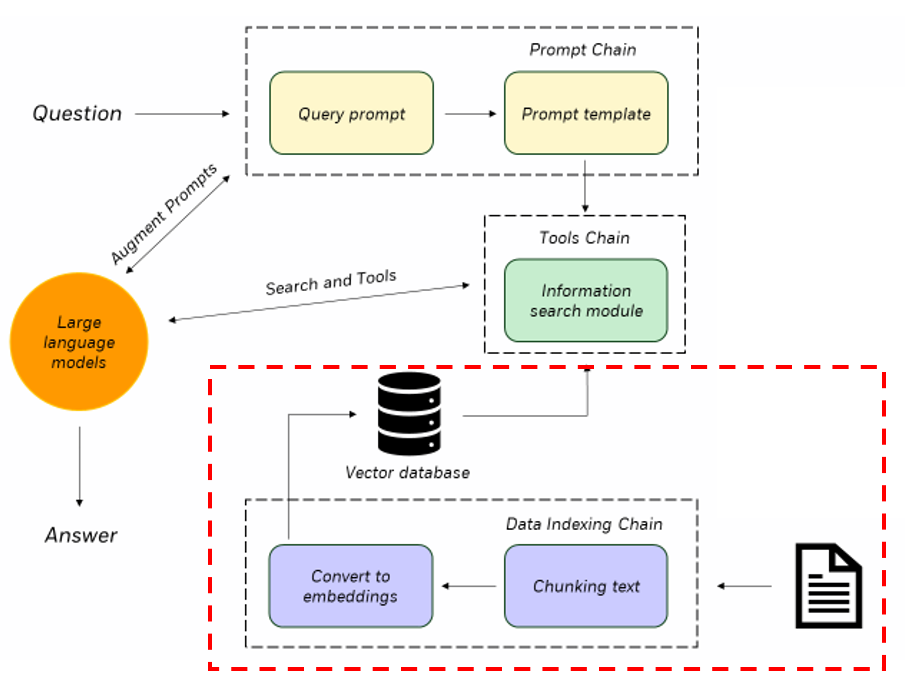 Prompt Chain
Question
Query prompt
Prompt template
Augment Prompts
Tools Chain
Search and Tools
Information
search module
Large
language
models
Vector database
Answer
Data Indexing Chain
Convert to
embeddings
Chunking text